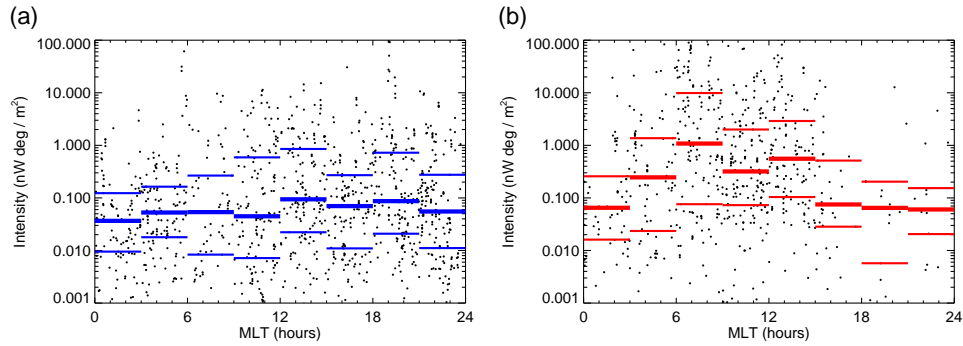 (a)
(b)
100.000
10.000
1.000
0.100
0.010
0.001
Intensity (nW deg / m²)
0 6 12 18 24
MLT (hours)
100.000
10.000
1.000
0.100
0.010
0.001
Intensity (nW deg / m²)
0 6 12 18 24
MLT (hours)